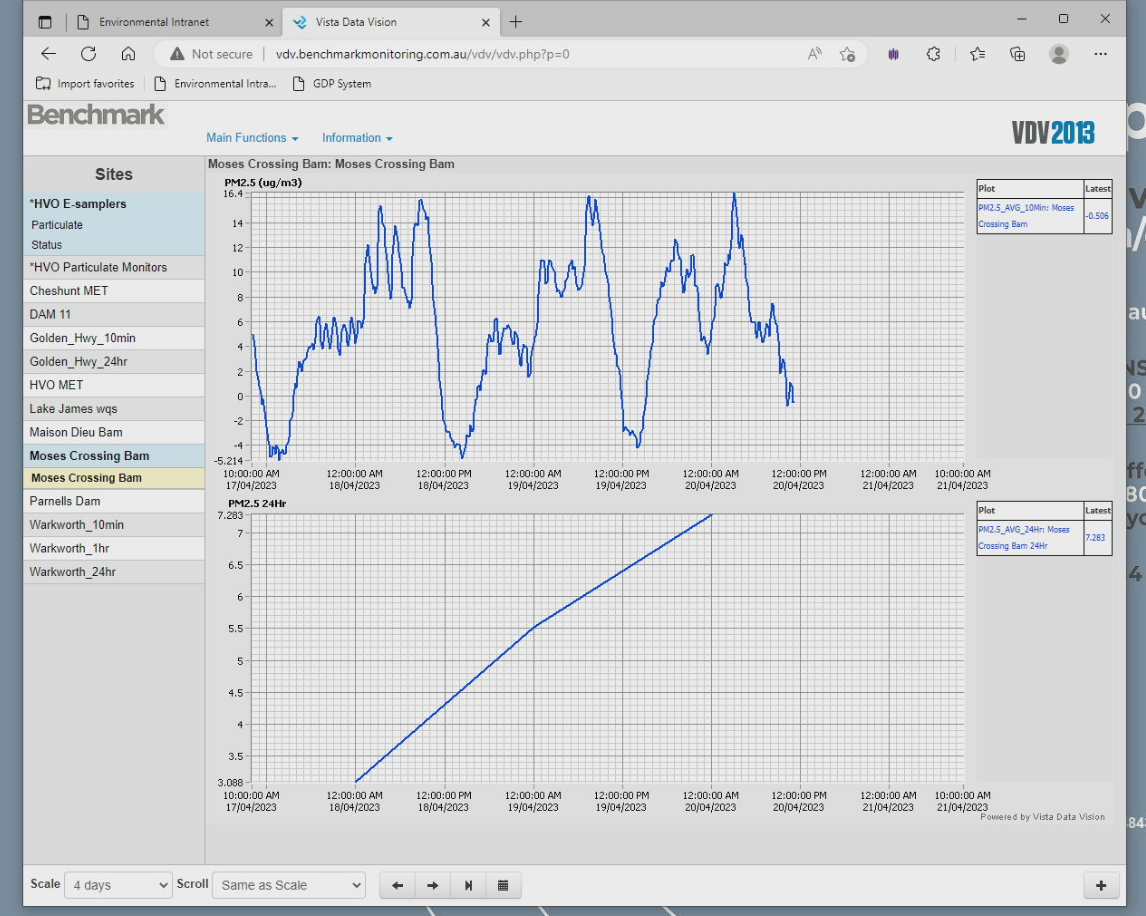 Environmental Intranet
Vista Data Vision
Not secure
vdv.benchmarkmonitoring.com.au/vdv/vdv.php?p=0
Import favorites
Environmental Intra...
GDP System
Benchmark
Main Functions
Information
VDV2013
Sites
*HVO E-samplers
Particulate
Status
*HVO Particulate Monitors
Cheshunt MET
DAM 11
Golden_Hwy_10min
Golden_Hwy_24hr
HVO MET
Lake James wqs
Maison Dieu Bam
Moses Crossing Bam
Moses Crossing Bam
Parnells Dam
Warkworth_10min
Warkworth_1hr
Warkworth_24hr
Moses Crossing Bam: Moses Crossing Bam
PM2.5 (ug/m3)
16.4
14
12
10
8
6
4
2
0
-2
-4
-5.214
10:00:00 AM 12:00:00 AM 12:00:00 PM 12:00:00 AM 12:00:00 PM 12:00:00 AM 12:00:00 PM 12:00:00 AM 10:00:00 AM
17/04/2023 18/04/2023 18/04/2023 19/04/2023 19/04/2023 20/04/2023 20/04/2023 21/04/2023 21/04/2023
Plot Latest
PM2.5_AVG_10Min: Moses
Crossing Bam
-0.506
PM2.5 24Hr
7.283
7
6.5
6
5.5
5
4.5
4
3.5
3.088
10:00:00 AM 12:00:00 AM 12:00:00 PM 12:00:00 AM 12:00:00 PM 12:00:00 AM 12:00:00 PM 12:00:00 AM 10:00:00 AM
17/04/2023 18/04/2023 18/04/2023 19/04/2023 19/04/2023 20/04/2023 20/04/2023 21/04/2023 21/04/2023
Plot Latest
PM2.5_AVG_24Hr: Moses
Crossing Bam 24Hr
7.283
Powered by Vista Data Vision
Scale 4 days Scroll Same as Scale